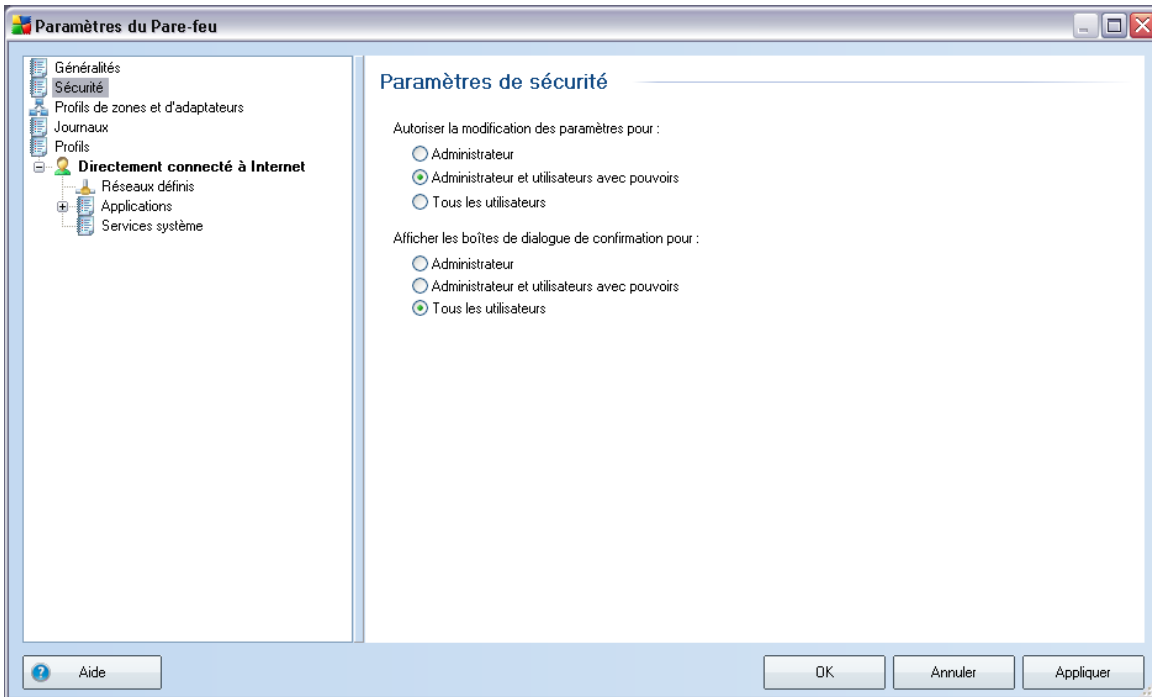 Paramètres du Pare-feu
Généralités
Sécurité
Profils de zones et d'adaptateurs
Journaux
Profils
Directement connecté à Internet
Réseaux définis
Applications
Services système
Paramètres de sécurité
Autoriser la modification des paramètres pour :
Administrateur
Administrateur et utilisateurs avec pouvoirs
Tous les utilisateurs
Afficher les boîtes de dialogue de confirmation pour :
Administrateur
Administrateur et utilisateurs avec pouvoirs
Tous les utilisateurs
Aide
OK
Annuler
Appliquer